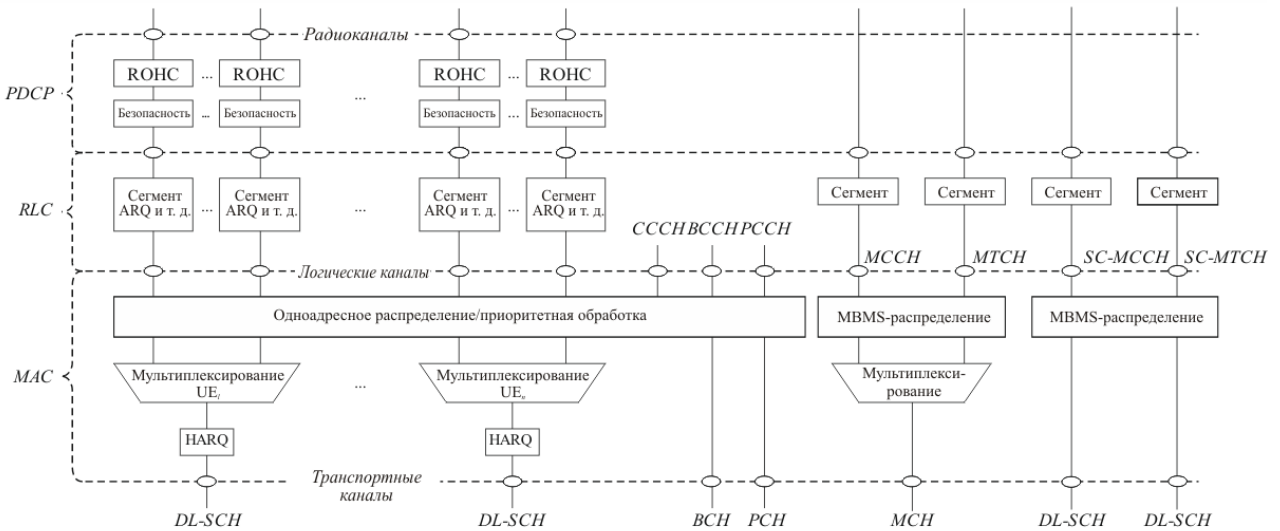 Радиоканалы
ROHC ... ROHC ROHC ... ROHC
PDCP
...
Безопасность ... Безопасность Безопасность ... Безопасность
Сегмент ARQ и т. д. ... Сегмент ARQ и т. д. ... Сегмент ARQ и т. д. ... Сегмент ARQ и т. д.
Сегмент Сегмент Сегмент Сегмент
RLC
CCCH BCCH PCCH
MCCH MTCH SC-MCCH SC-MTCH
Логические каналы
Одноадресное распределение/приоритетная обработка
MBMS-распределение
MBMS-распределение
MAC
Мультиплексирование
UEi
...
Мультиплексирование
UEn
Мультиплекси-
рование
HARQ HARQ
Транспортные
каналы
DL-SCH DL-SCH BCH PCH MCH DL-SCH DL-SCH